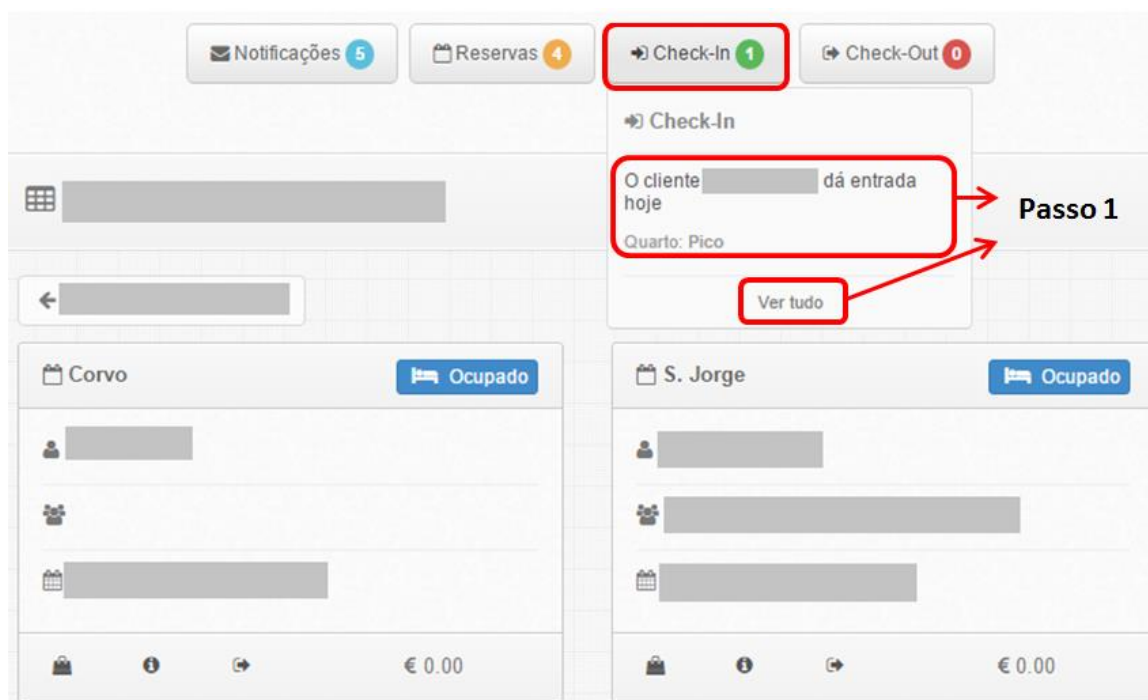 Notificações 5
Reservas 4
Check-In 1
Check-Out 0
Check-In
O cliente dá entrada
hoje
Quarto: Pico
Ver tudo
Passo 1
Corvo
Ocupado
€ 0.00
S. Jorge
Ocupado
€ 0.00